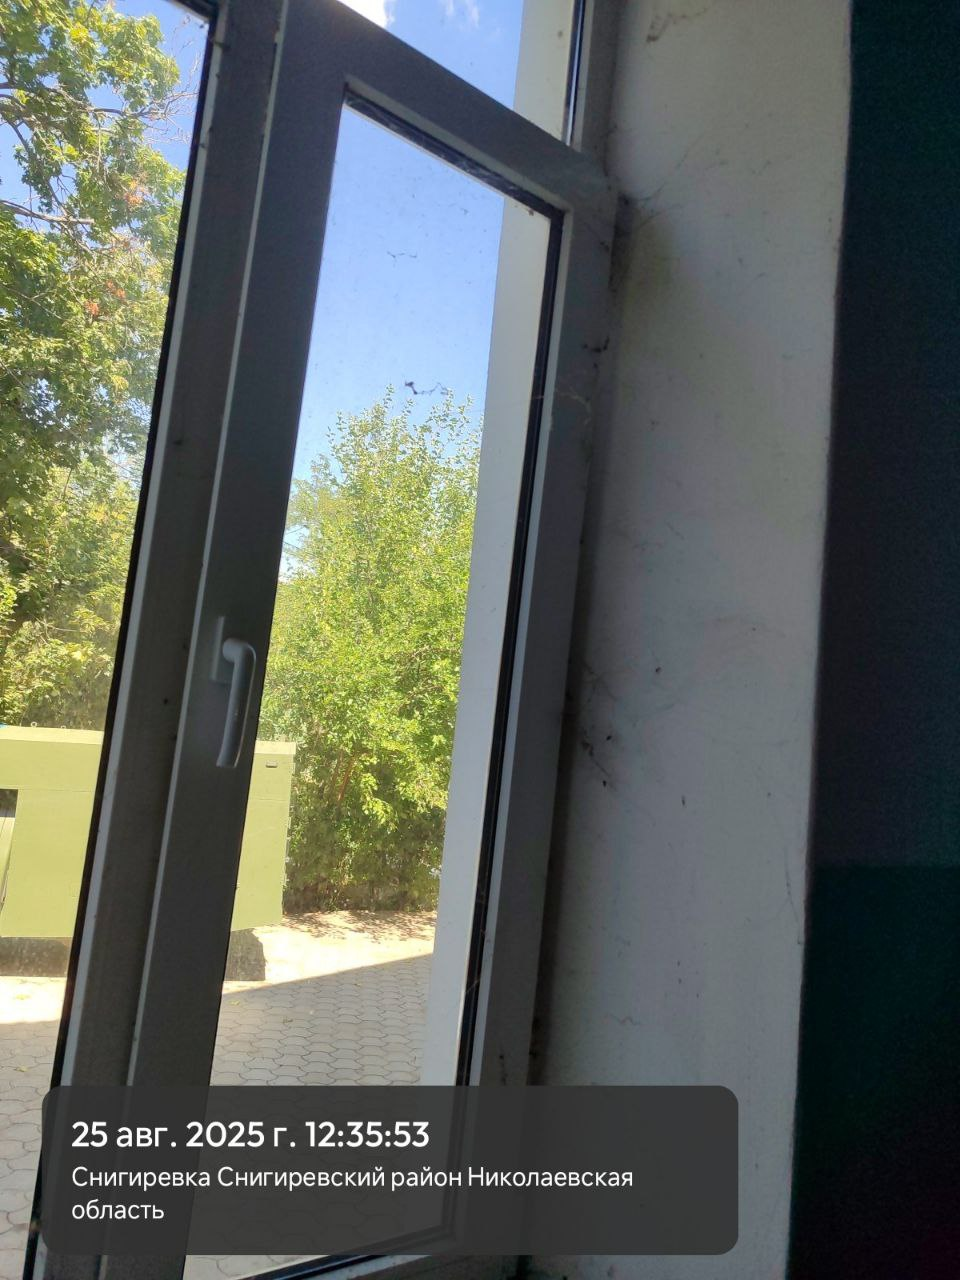 25 авг. 2025 г. 12:35:53
Снигиревка Снигиревский район Николаевская
область